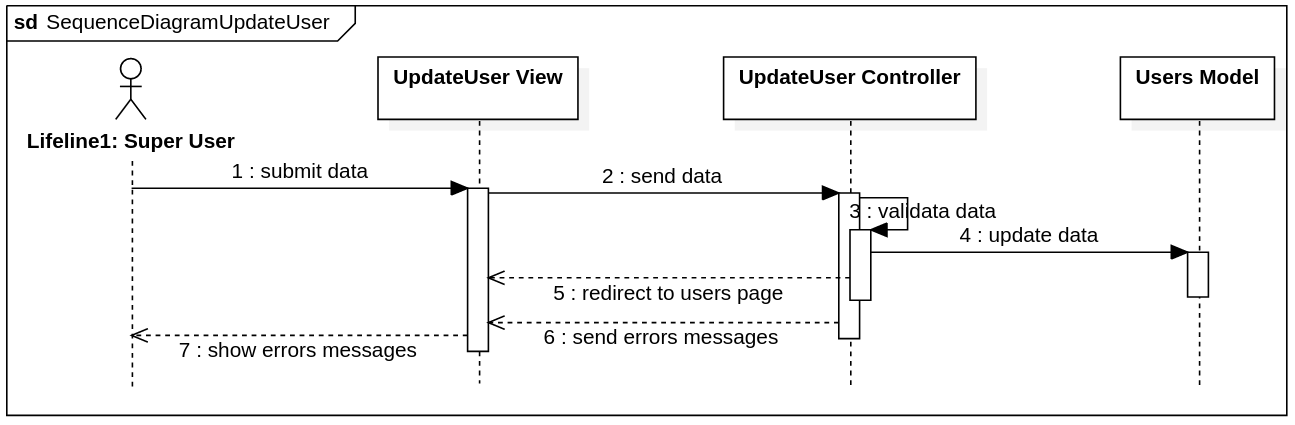 sd SequenceDiagramUpdateUser
UpdateUser View
UpdateUser Controller
Users Model
Lifeline1: Super User
1 : submit data
2 : send data
3 : validata data
4 : update data
5 : redirect to users page
6 : send errors messages
7 : show errors messages